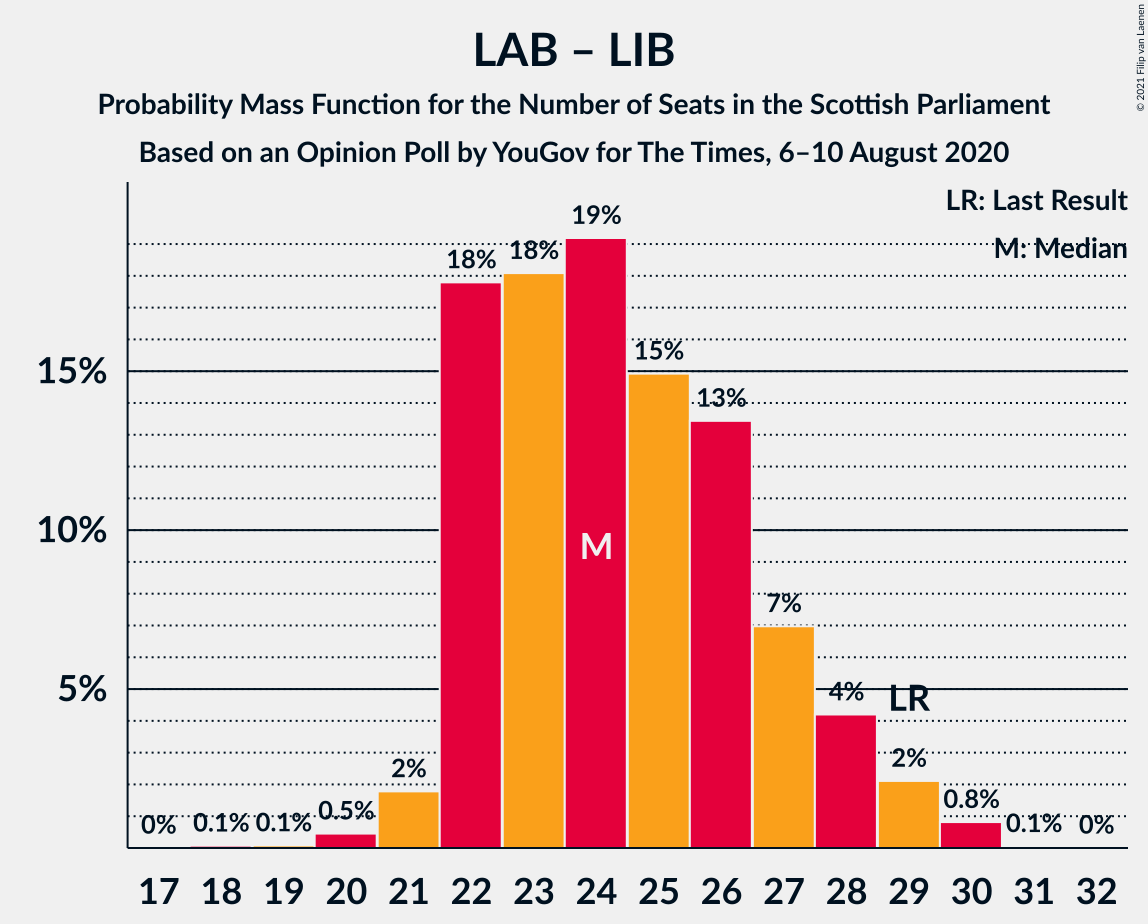 LAB – LIB
Probability Mass Function for the Number of Seats in the Scottish Parliament
Based on an Opinion Poll by YouGov for The Times, 6–10 August 2020
© 2021 Filip van Laenen
LR: Last Result
M: Median
15%
10%
5%
0%
0.1%
0.1%
0.5%
2%
18%
18%
19%
15%
13%
7%
4%
2%
0.8%
0.1%
0%
M
LR
17 18 19 20 21 22 23 24 25 26 27 28 29 30 31 32